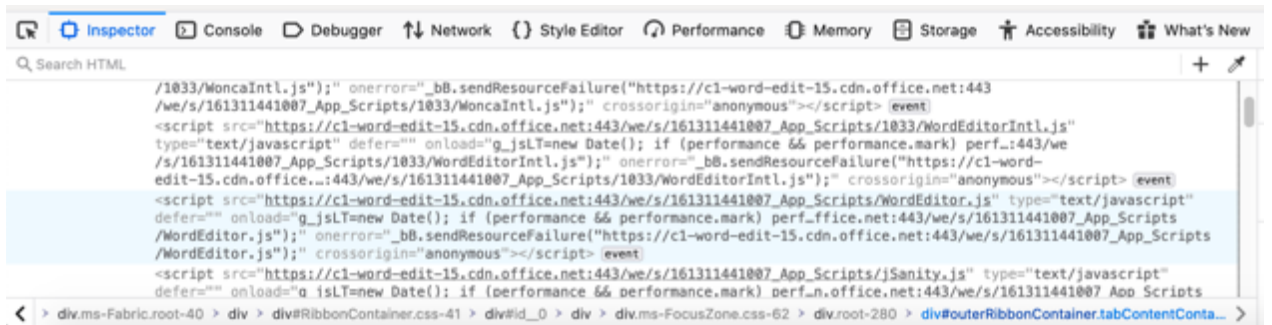 Inspector Console Debugger Network Style Editor Performance Memory Storage Accessibility What's New
Search HTML
/1033/WoncaIntl.js");" onerror="_bB.sendResourceFailure("https://c1-word-edit-15.cdn.office.net:443
/we/s/161311441007_App_Scripts/1033/WoncaIntl.js");" crossorigin="anonymous"></script> event
<script src="https://c1-word-edit-15.cdn.office.net:443/we/s/161311441007_App_Scripts/1033/WordEditorIntl.js"
type="text/javascript" defer="" onload="g_jsLT=new Date(); if (performance && performance.mark) perf…:443/we
/s/161311441007_App_Scripts/1033/WordEditorIntl.js");" onerror="_bB.sendResourceFailure("https://c1-word-
edit-15.cdn.office.…:443/we/s/161311441007_App_Scripts/1033/WordEditorIntl.js");" crossorigin="anonymous"></script> event
<script src="https://c1-word-edit-15.cdn.office.net:443/we/s/161311441007_App_Scripts/WordEditor.js" type="text/javascript"
defer="" onload="g_jsLT=new Date(); if (performance && performance.mark) perf…ffice.net:443/we/s/161311441007_App_Scripts
/WordEditor.js");" onerror="_bB.sendResourceFailure("https://c1-word-edit-15.cdn.office.net:443/we/s/161311441007_App_Scripts
/WordEditor.js");" crossorigin="anonymous"></script> event
<script src="https://c1-word-edit-15.cdn.office.net:443/we/s/161311441007_App_Scripts/jSanity.js" type="text/javascript"
defer="" onload="g_jsLT=new Date(); if (performance && performance.mark) perf…n.office.net:443/we/s/161311441007_App_Scripts
div.ms-Fabric.root-40 > div > div#RibbonContainer.css-41 > div#id__0 > div > div.ms-FocusZone.css-62 > div.root-280 > div#outerRibbonContainer.tabContentConta…